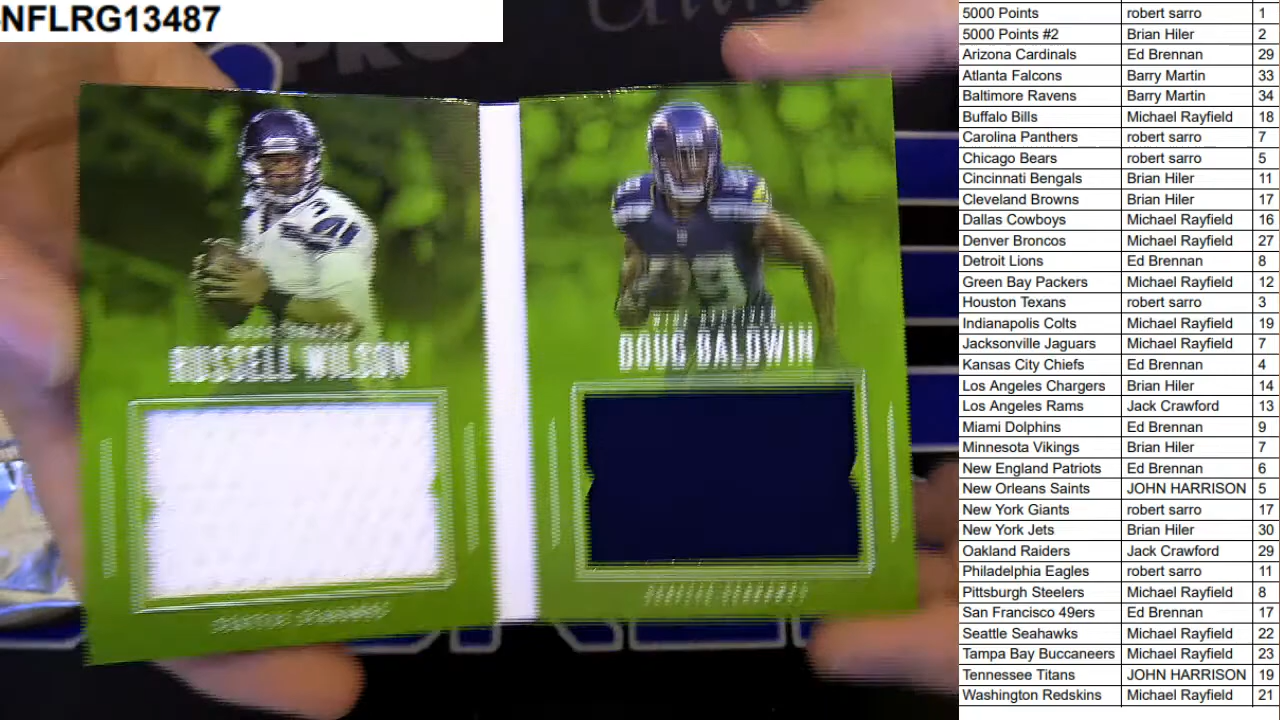 NFLRG13487
RUSSELL WILSON
DOUG BALDWIN
5000 Points robert sarro 1
5000 Points #2 Brian Hiler 2
Arizona Cardinals Ed Brennan 29
Atlanta Falcons Barry Martin 33
Baltimore Ravens Barry Martin 34
Buffalo Bills Michael Rayfield 18
Carolina Panthers robert sarro 7
Chicago Bears robert sarro 5
Cincinnati Bengals Brian Hiler 11
Cleveland Browns Brian Hiler 17
Dallas Cowboys Michael Rayfield 16
Denver Broncos Michael Rayfield 27
Detroit Lions Ed Brennan 8
Green Bay Packers Michael Rayfield 12
Houston Texans robert sarro 3
Indianapolis Colts Michael Rayfield 19
Jacksonville Jaguars Michael Rayfield 7
Kansas City Chiefs Ed Brennan 4
Los Angeles Chargers Brian Hiler 14
Los Angeles Rams Jack Crawford 13
Miami Dolphins Ed Brennan 9
Minnesota Vikings Brian Hiler 7
New England Patriots Ed Brennan 6
New Orleans Saints JOHN HARRISON 5
New York Giants robert sarro 17
New York Jets Brian Hiler 30
Oakland Raiders Jack Crawford 29
Philadelphia Eagles robert sarro 11
Pittsburgh Steelers Michael Rayfield 8
San Francisco 49ers Ed Brennan 17
Seattle Seahawks Michael Rayfield 22
Tampa Bay Buccaneers Michael Rayfield 23
Tennessee Titans JOHN HARRISON 19
Washington Redskins Michael Rayfield 21